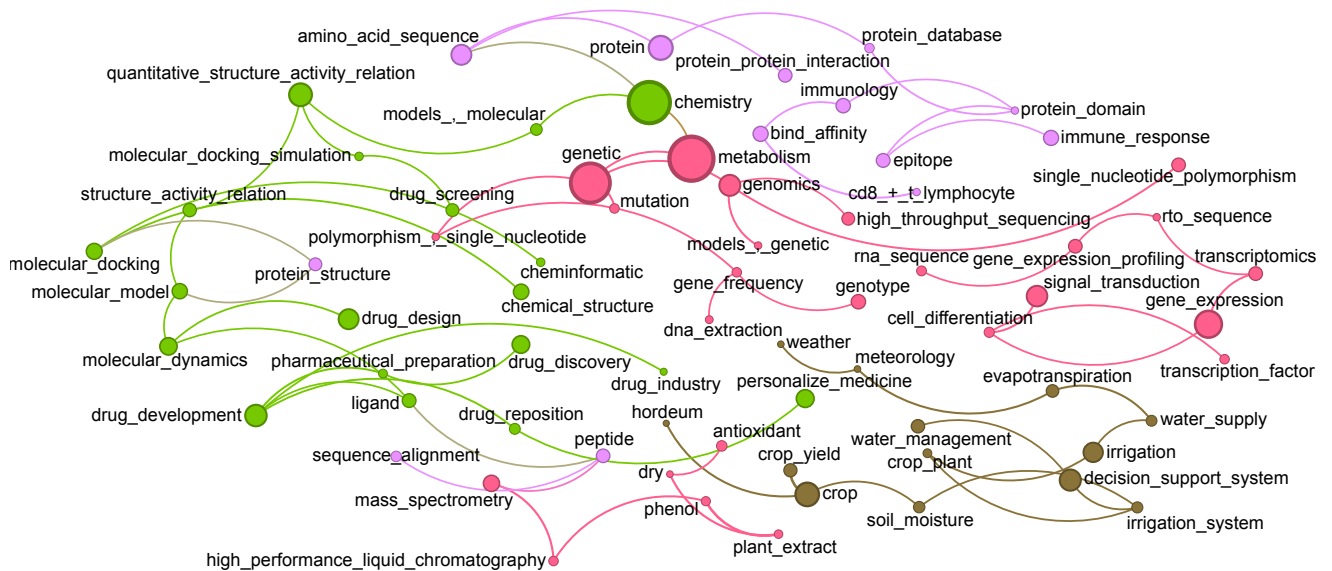 amino_acid_sequence
protein
protein_database
protein_protein_interaction
quantitative_structure_activity_relation
immunology
models_,_molecular
chemistry
protein_domain
bind_affinity
immune_response
molecular_docking_simulation
genetic
metabolism
epitope
single_nucleotide_polymorphism
structure_activity_relation
drug_screening
genomics
cd8_+_t_lymphocyte
mutation
high_throughput_sequencing
rto_sequence
polymorphism_,_single_nucleotide
models_,_genetic
rna_sequence
gene_expression_profiling
transcriptomics
molecular_docking
protein_structure
cheminformatic
molecular_model
chemical_structure
gene_frequency
genotype
signal_transduction
gene_expression
drug_design
dna_extraction
cell_differentiation
weather
molecular_dynamics
pharmaceutical_preparation
drug_discovery
meteorology
transcription_factor
drug_industry
personalize_medicine
evapotranspiration
drug_development
ligand
drug_reposition
hordeum
water_supply
antioxidant
water_management
sequence_alignment
peptide
crop_yield
crop_plant
irrigation
mass_spectrometry
dry
decision_support_system
phenol
crop
soil_moisture
irrigation_system
plant_extract
high_performance_liquid_chromatography